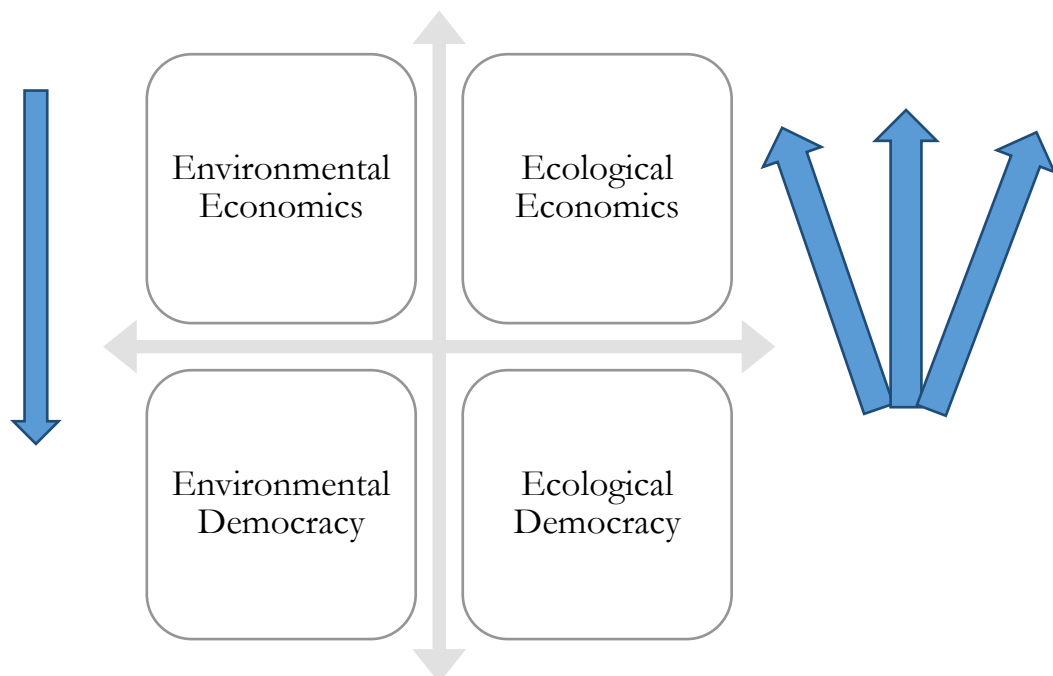 Environmental
Economics
Ecological
Economics
Environmental
Democracy
Ecological
Democracy